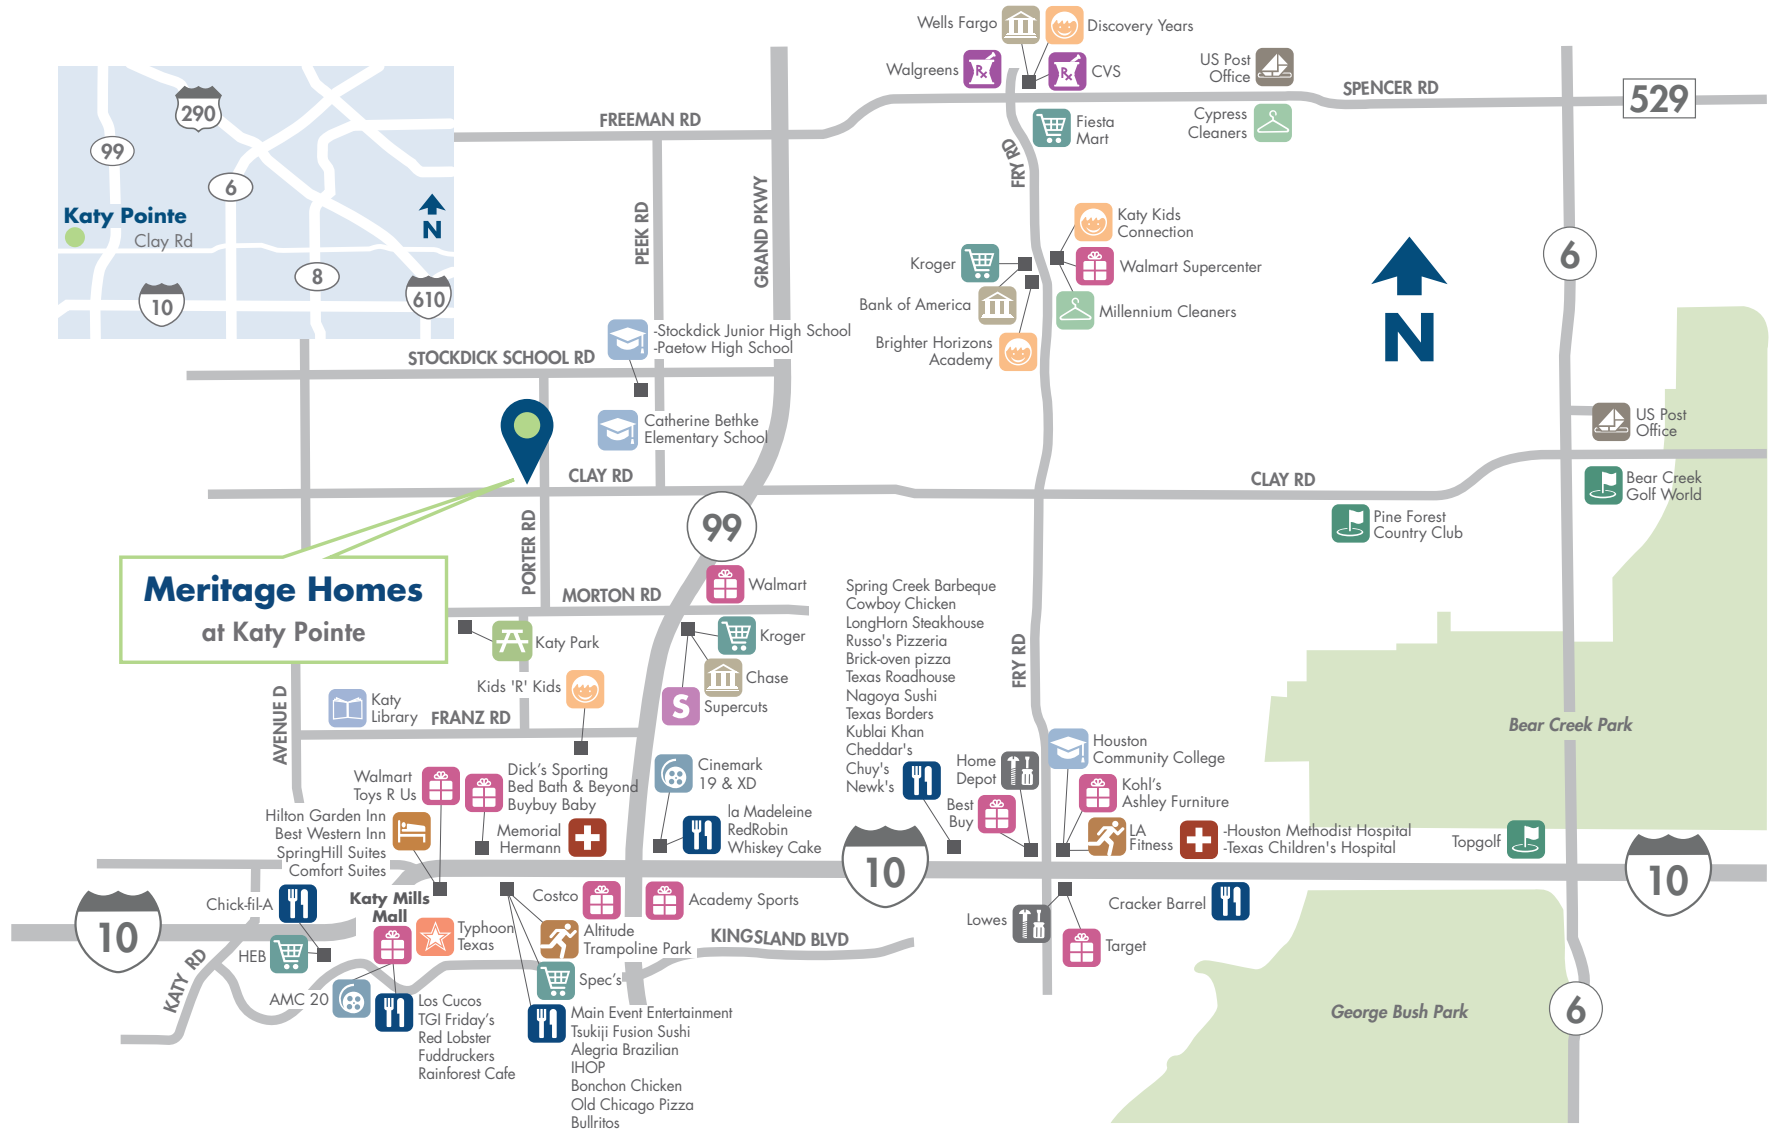 Wells Fargo
Discovery Years
Walgreens
CVS
US Post
Office
SPENCER RD
529
FREEMAN RD
Fiesta
Mart
Cypress
Cleaners
290
99
6
Katy Pointe
Clay Rd
N
8
10
610
PEEK RD
GRAND PKWY
FRY RD
Katy Kids
Connection
Kroger
Walmart Supercenter
Bank of America
Millennium Cleaners
Brighter Horizons
Academy
6
N
-Stockdick Junior High School
-Paetow High School
STOCKDICK SCHOOL RD
Catherine Bethke
Elementary School
US Post
Office
CLAY RD
CLAY RD
Bear Creek
Golf World
Pine Forest
Country Club
99
PORTER RD
Meritage Homes
at Katy Pointe
MORTON RD
Walmart
Katy Park
Kroger
Chase
S
Supercuts
Kids 'R' Kids
Katy
Library
FRANZ RD
AVENUE D
Spring Creek Barbeque
Cowboy Chicken
LongHorn Steakhouse
Russo's Pizzeria
Brick-oven pizza
Texas Roadhouse
Nagoya Sushi
Texas Borders
Kublai Khan
Cheddar's
Chuy's
Newk's
FRY RD
Bear Creek Park
Home
Depot
Houston
Community College
Best
Buy
Kohl's
Ashley Furniture
LA
Fitness
-Houston Methodist Hospital
-Texas Children's Hospital
Topgolf
Cinemark
19 & XD
la Madeleine
RedRobin
Whiskey Cake
Walmart
Toys R Us
Dick's Sporting
Bed Bath & Beyond
Buybuy Baby
Hilton Garden Inn
Best Western Inn
SpringHill Suites
Comfort Suites
Memorial
Hermann
10
10
10
Chick-fil-A
Katy Mills
Mall
Typhoon
Texas
Costco
Academy Sports
Altitude
Trampoline Park
KINGSLAND BLVD
HEB
KATY RD
AMC 20
Spec's
Los Cucos
TGI Friday's
Red Lobster
Fuddruckers
Rainforest Cafe
Main Event Entertainment
Tsukiji Fusion Sushi
Alegria Brazilian
IHOP
Bonchon Chicken
Old Chicago Pizza
Bullritos
Lowes
Target
Cracker Barrel
George Bush Park
6